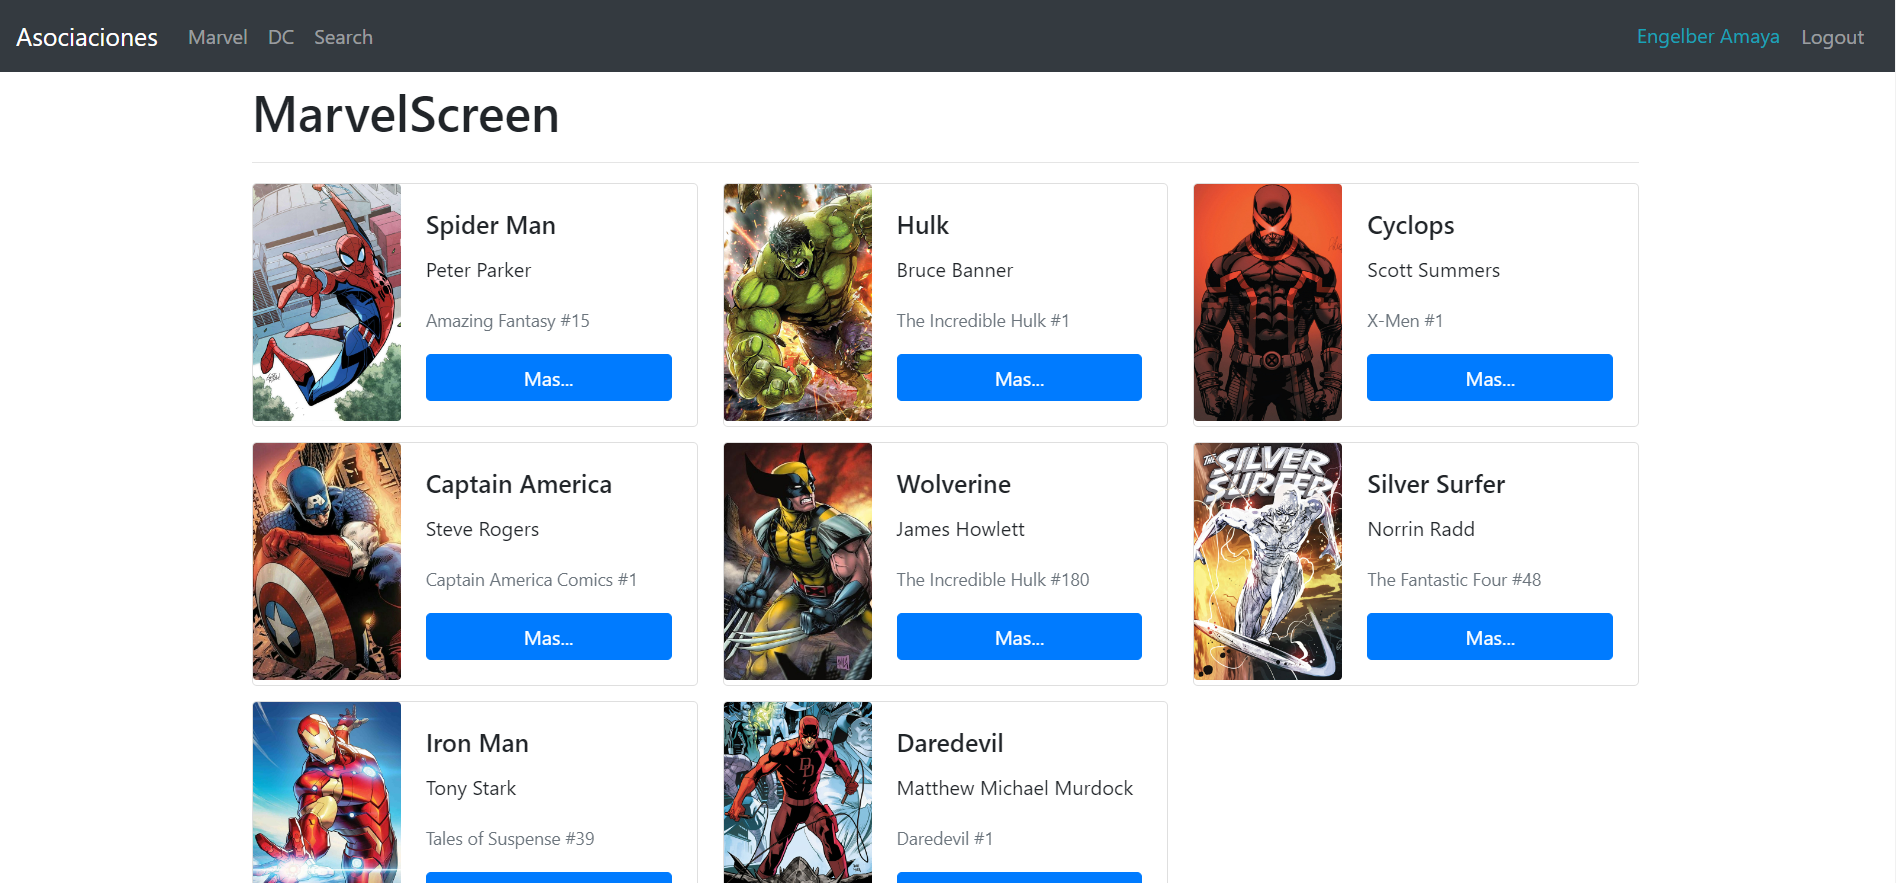 Asociaciones Marvel DC Search Engelber Amaya Logout
MarvelScreen
Spider Man
Peter Parker
Amazing Fantasy #15
Mas...
Hulk
Bruce Banner
The Incredible Hulk #1
Mas...
Cyclops
Scott Summers
X-Men #1
Mas...
Captain America
Steve Rogers
Captain America Comics #1
Mas...
Wolverine
James Howlett
The Incredible Hulk #180
Mas...
THE
SILVER
SURFER
Silver Surfer
Norrin Radd
The Fantastic Four #48
Mas...
Iron Man
Tony Stark
Tales of Suspense #39
DD
Daredevil
Matthew Michael Murdock
Daredevil #1